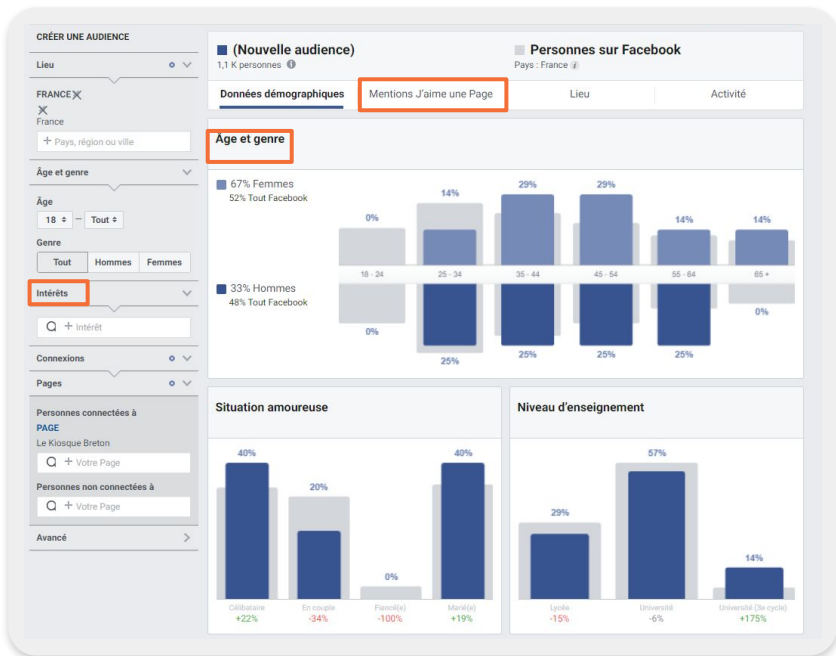 CRÉER UNE AUDIENCE
Lieu
FRANCE
France
+ Pays, région ou ville
Âge et genre
Âge
18 – Tout
Genre
Tout Hommes Femmes
Intérêts
+ Intérêt
Connexions
Pages
Personnes connectées à
PAGE
Le Kiosque Breton
+ Votre Page
Personnes non connectées à
+ Votre Page
Avancé
(Nouvelle audience)
1,1 K personnes
Personnes sur Facebook
Pays : France
Données démographiques Mentions J'aime une Page Lieu Activité
Âge et genre
67% Femmes
52% Tout Facebook
0% 14% 29% 29% 14% 14%
18 - 24 25 - 34 35 - 44 45 - 54 55 - 64 65 +
33% Hommes
48% Tout Facebook
0% 25% 25% 25% 25% 0%
Situation amoureuse
40% 20% 0% 40%
Célibataire En couple Fiancé(e) Marié(e)
+22% -34% -100% +19%
Niveau d'enseignement
29% 57% 14%
Lycée Université Université (3e cycle)
-15% -6% +175%